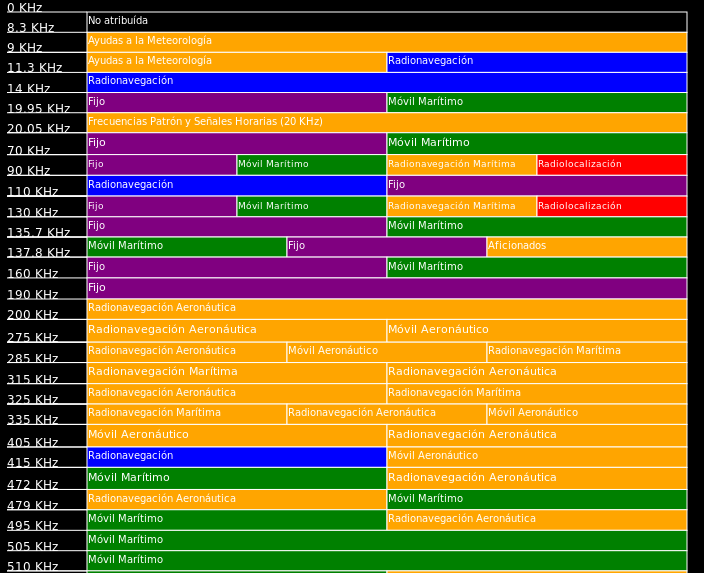 0 KHz
No atribuída
8.3 KHz
Ayudas a la Meteorología
9 KHz
Ayudas a la Meteorología Radionavegación
11.3 KHz
Radionavegación
14 KHz
Fijo Móvil Marítimo
19.95 KHz
Frecuencias Patrón y Señales Horarias (20 KHz)
20.05 KHz
Fijo Móvil Marítimo
70 KHz
Fijo Móvil Marítimo Radionavegación Marítima Radiolocalización
90 KHz
Radionavegación Fijo
110 KHz
Fijo Móvil Marítimo Radionavegación Marítima Radiolocalización
130 KHz
Fijo Móvil Marítimo
135.7 KHz
Móvil Marítimo Fijo Aficionados
137.8 KHz
Fijo Móvil Marítimo
160 KHz
Fijo
190 KHz
Radionavegación Aeronáutica
200 KHz
Radionavegación Aeronáutica Móvil Aeronáutico
275 KHz
Radionavegación Aeronáutica Móvil Aeronáutico Radionavegación Marítima
285 KHz
Radionavegación Marítima Radionavegación Aeronáutica
315 KHz
Radionavegación Aeronáutica Radionavegación Marítima
325 KHz
Radionavegación Marítima Radionavegación Aeronáutica Móvil Aeronáutico
335 KHz
Móvil Aeronáutico Radionavegación Aeronáutica
405 KHz
Radionavegación Móvil Aeronáutico
415 KHz
Móvil Marítimo Radionavegación Aeronáutica
472 KHz
Radionavegación Aeronáutica Móvil Marítimo
479 KHz
Móvil Marítimo Radionavegación Aeronáutica
495 KHz
Móvil Marítimo
505 KHz
Móvil Marítimo
510 KHz